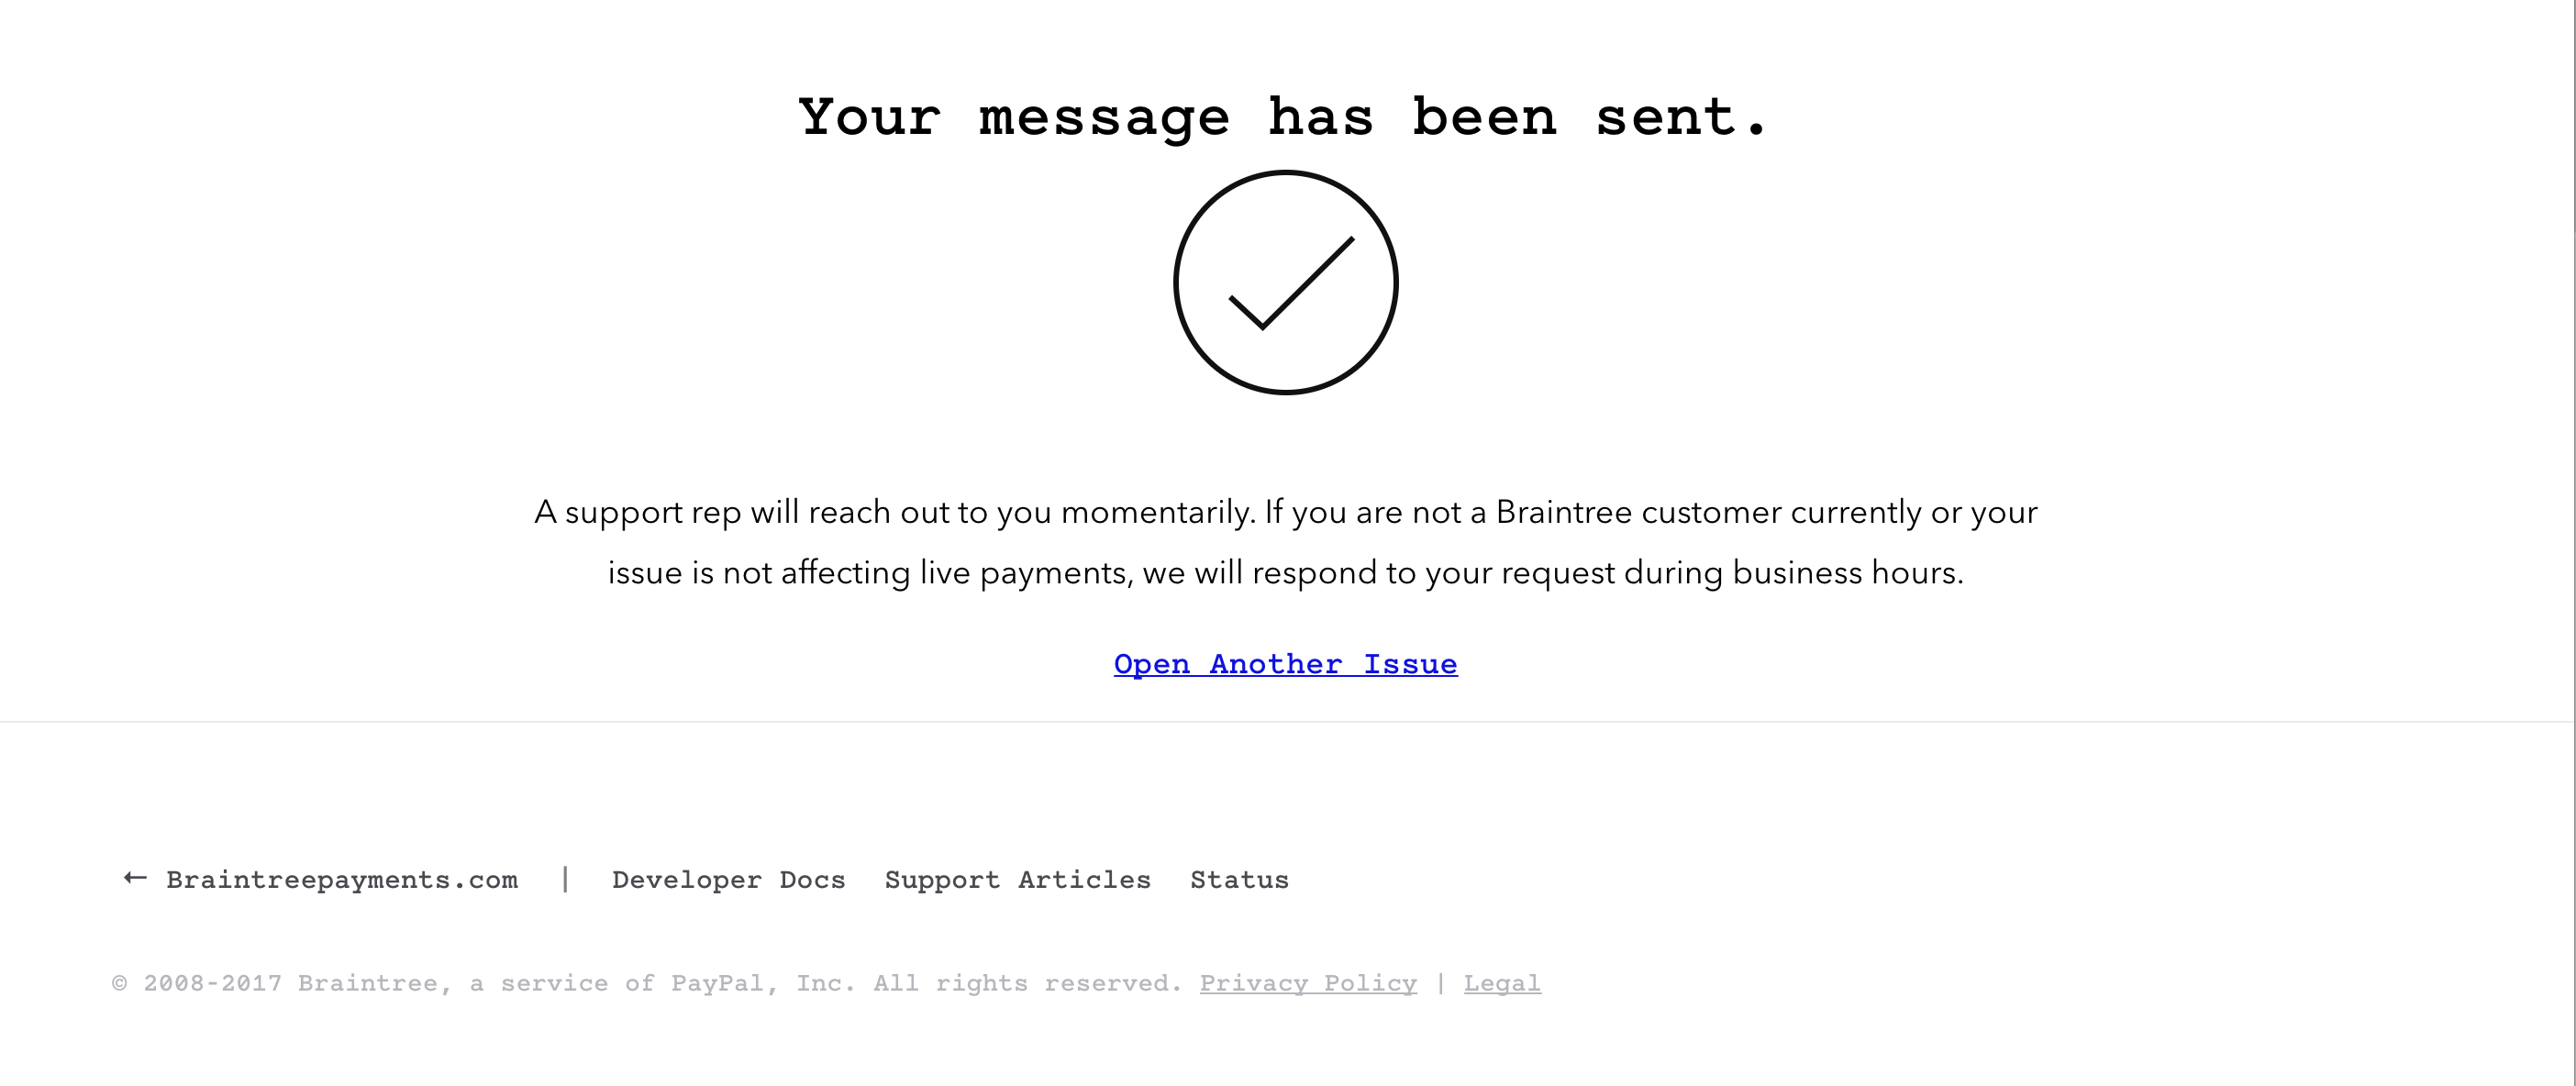 Your message has been sent.
A support rep will reach out to you momentarily. If you are not a Braintree customer currently or your
issue is not affecting live payments, we will respond to your request during business hours.
Open Another Issue
← Braintreepayments.com | Developer Docs Support Articles Status
© 2008-2017 Braintree, a service of PayPal, Inc. All rights reserved. Privacy Policy | Legal